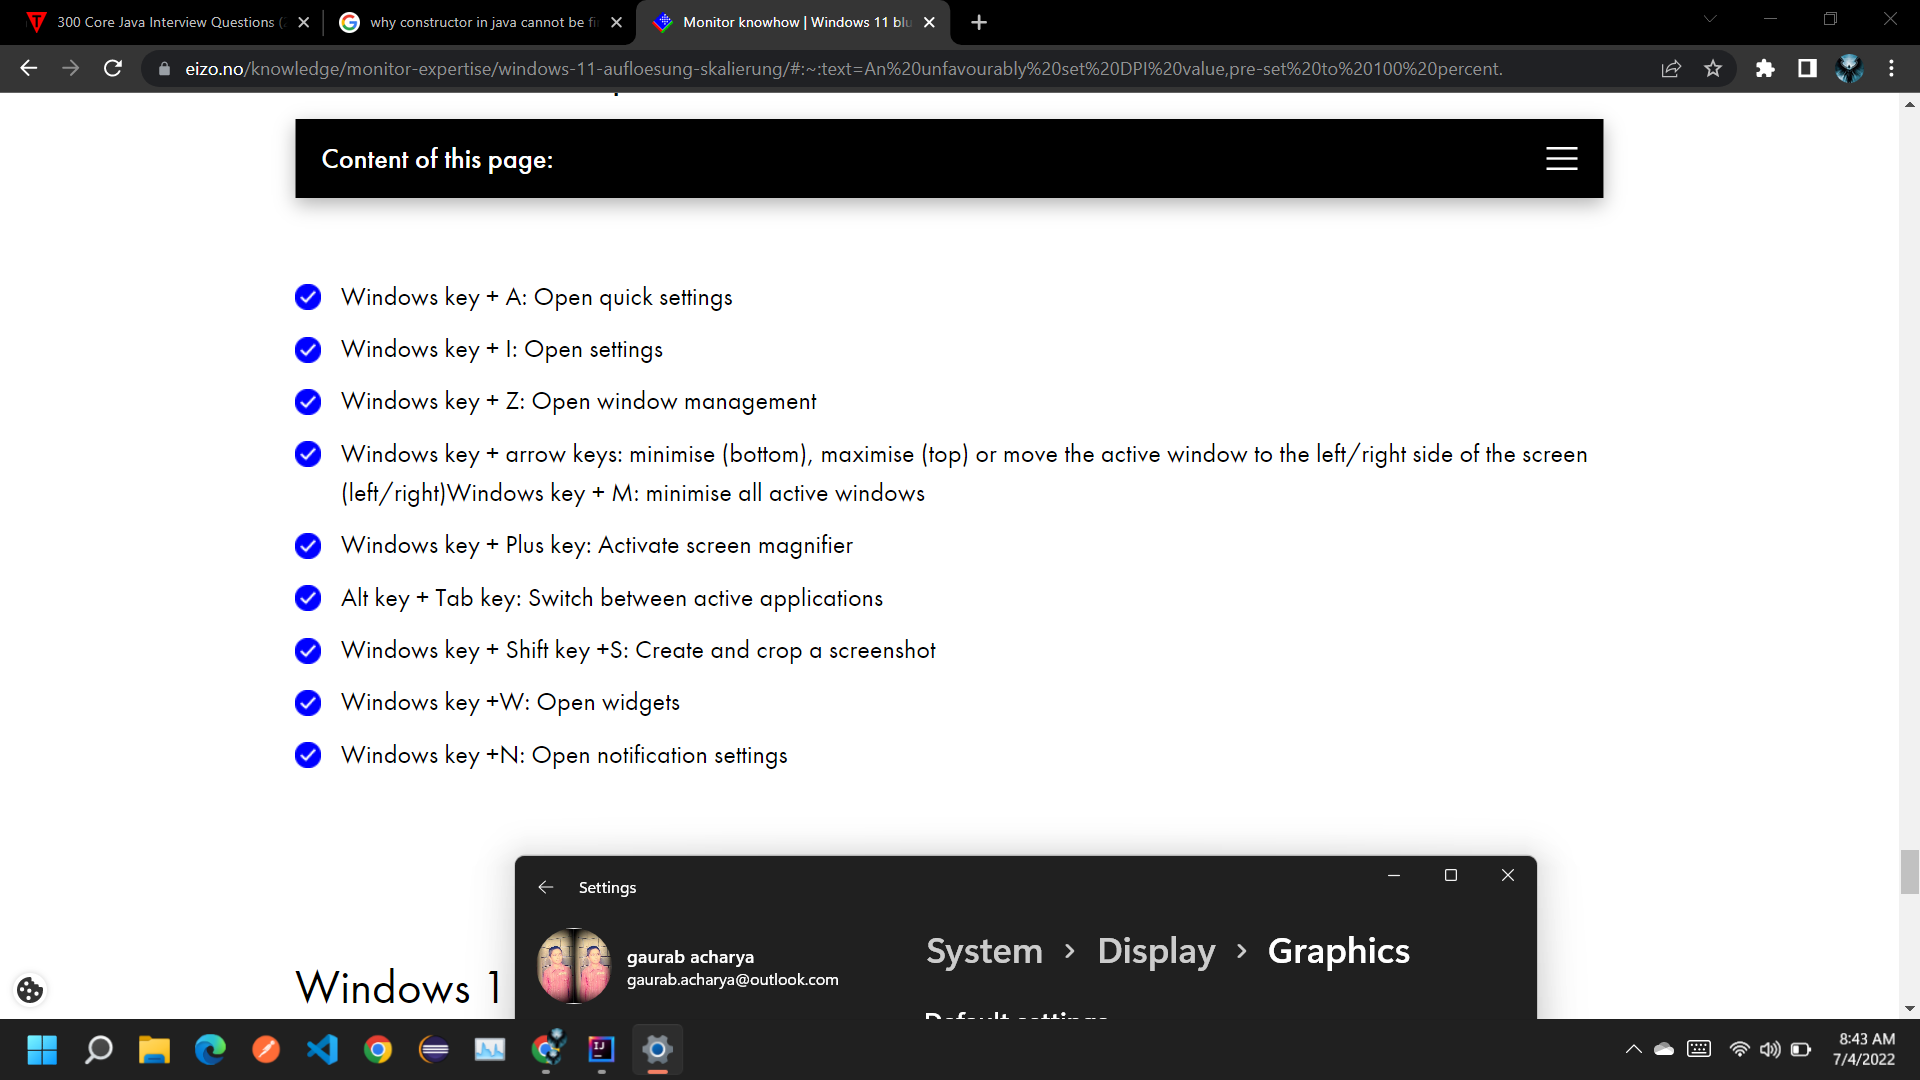 300 Core Java Interview Questions (2
why constructor in java cannot be fi
Monitor knowhow | Windows 11 blu
eizo.no/knowledge/monitor-expertise/windows-11-aufloesung-skalierung/#:~:text=An%20unfavourably%20set%20DPI%20value,pre-set%20to%20100%20percent.
Content of this page:
Windows key + A: Open quick settings
Windows key + I: Open settings
Windows key + Z: Open window management
Windows key + arrow keys: minimise (bottom), maximise (top) or move the active window to the left/right side of the screen
(left/right)Windows key + M: minimise all active windows
Windows key + Plus key: Activate screen magnifier
Alt key + Tab key: Switch between active applications
Windows key + Shift key +S: Create and crop a screenshot
Windows key +W: Open widgets
Windows key +N: Open notification settings
Settings
gaurab acharya
gaurab.acharya@outlook.com
System > Display > Graphics
Default settings
Windows 1
8:43 AM
7/4/2022